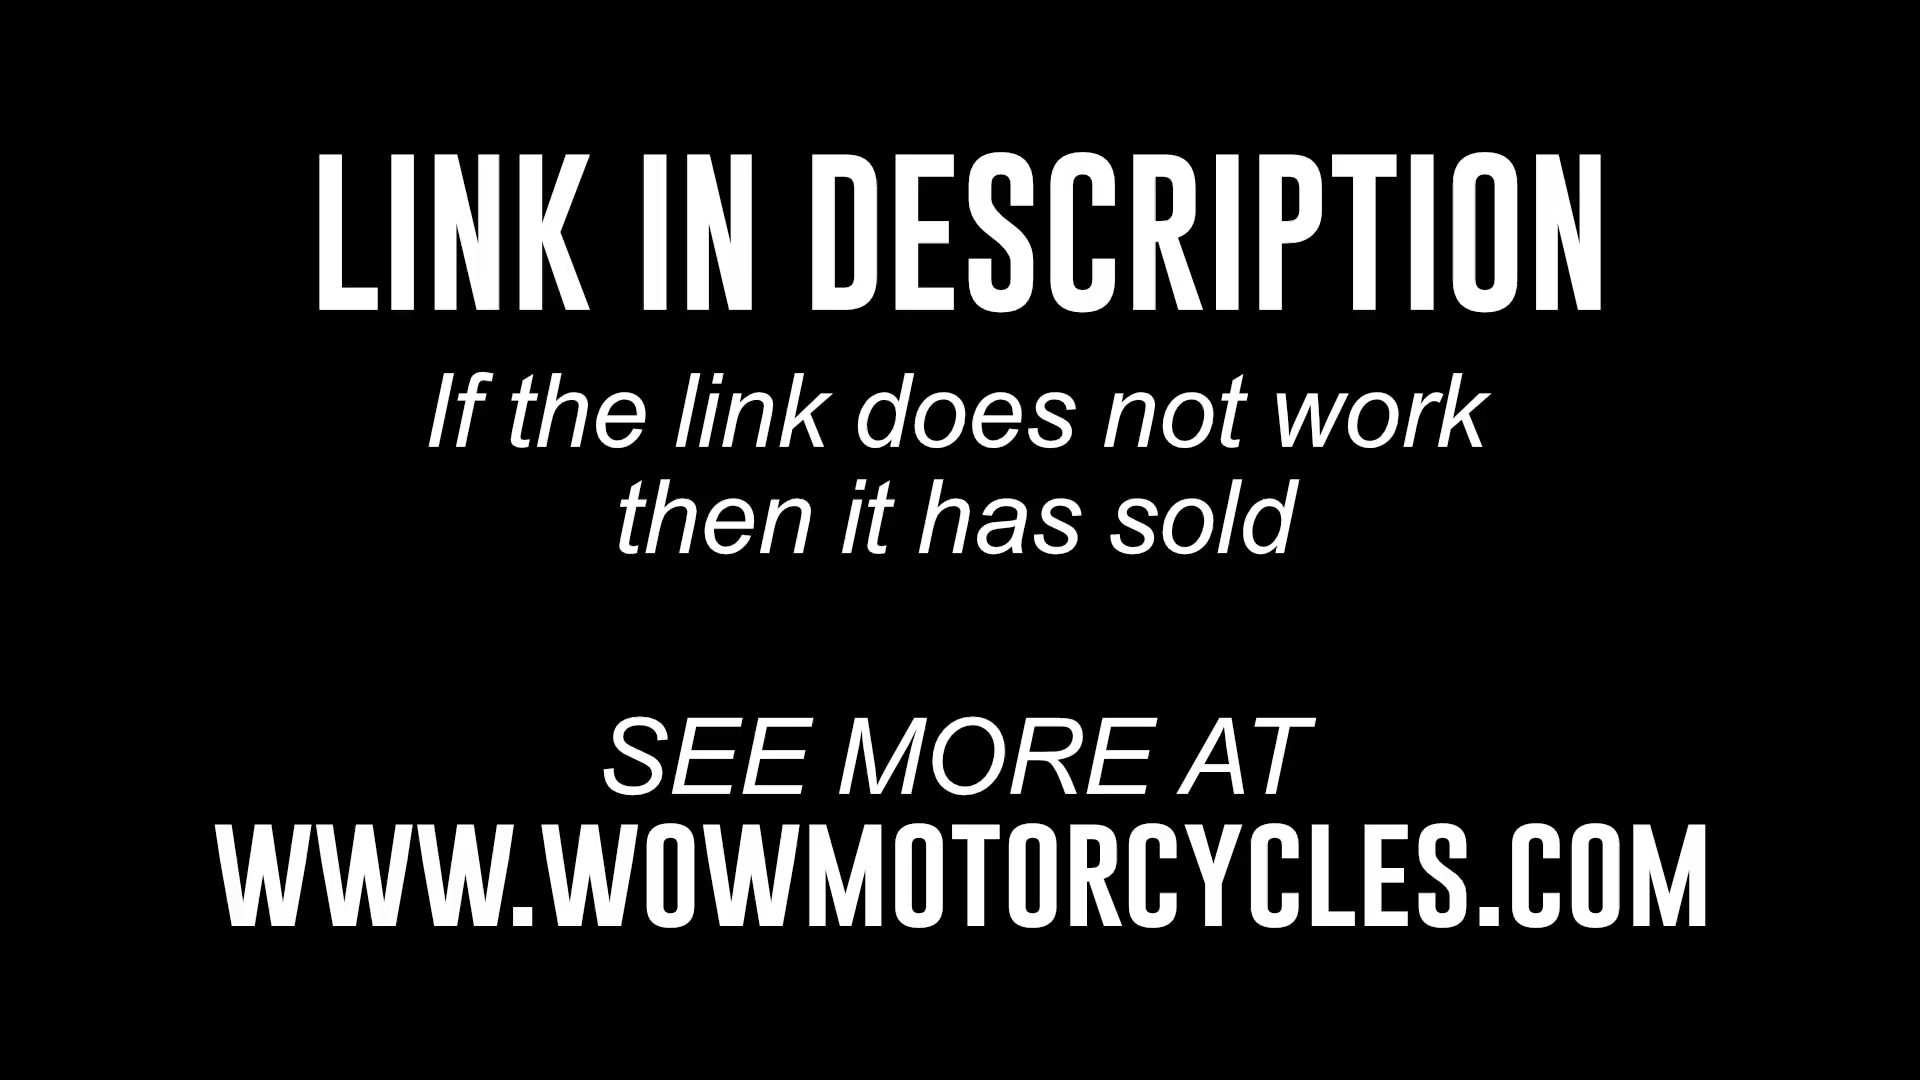 LINK IN DESCRIPTION
If the link does not work
then it has sold
SEE MORE AT
WWW.WOWMOTORCYCLES.COM